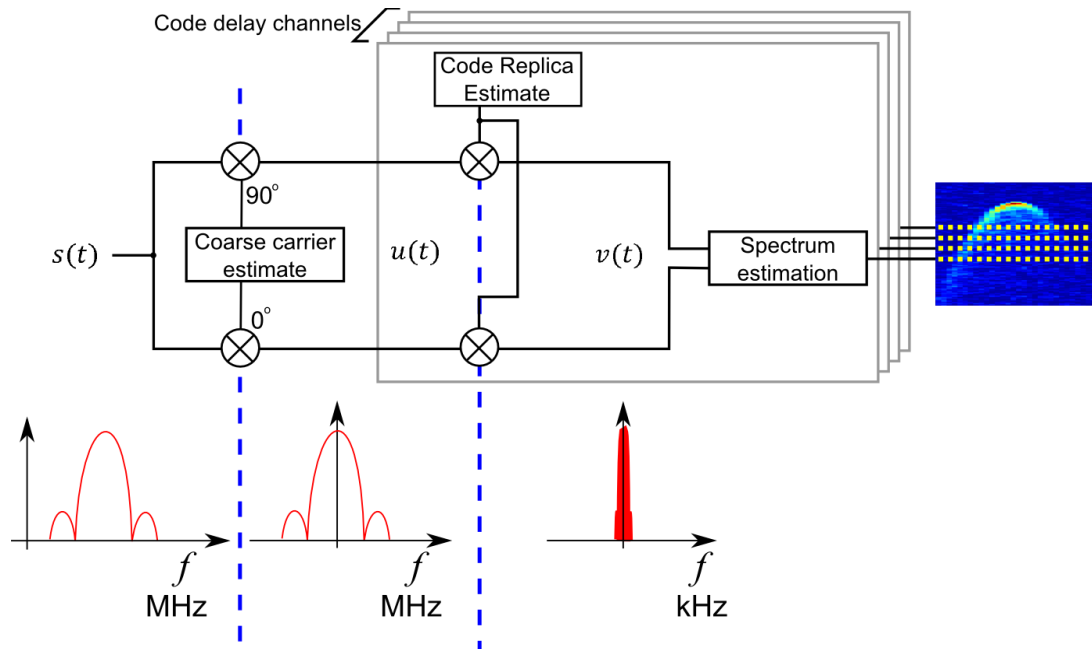 Code delay channels
Code Replica
Estimate
90°
s(t)
Coarse carrier
estimate
u(t)
v(t)
Spectrum
estimation
0°
f
MHz
f
MHz
f
kHz